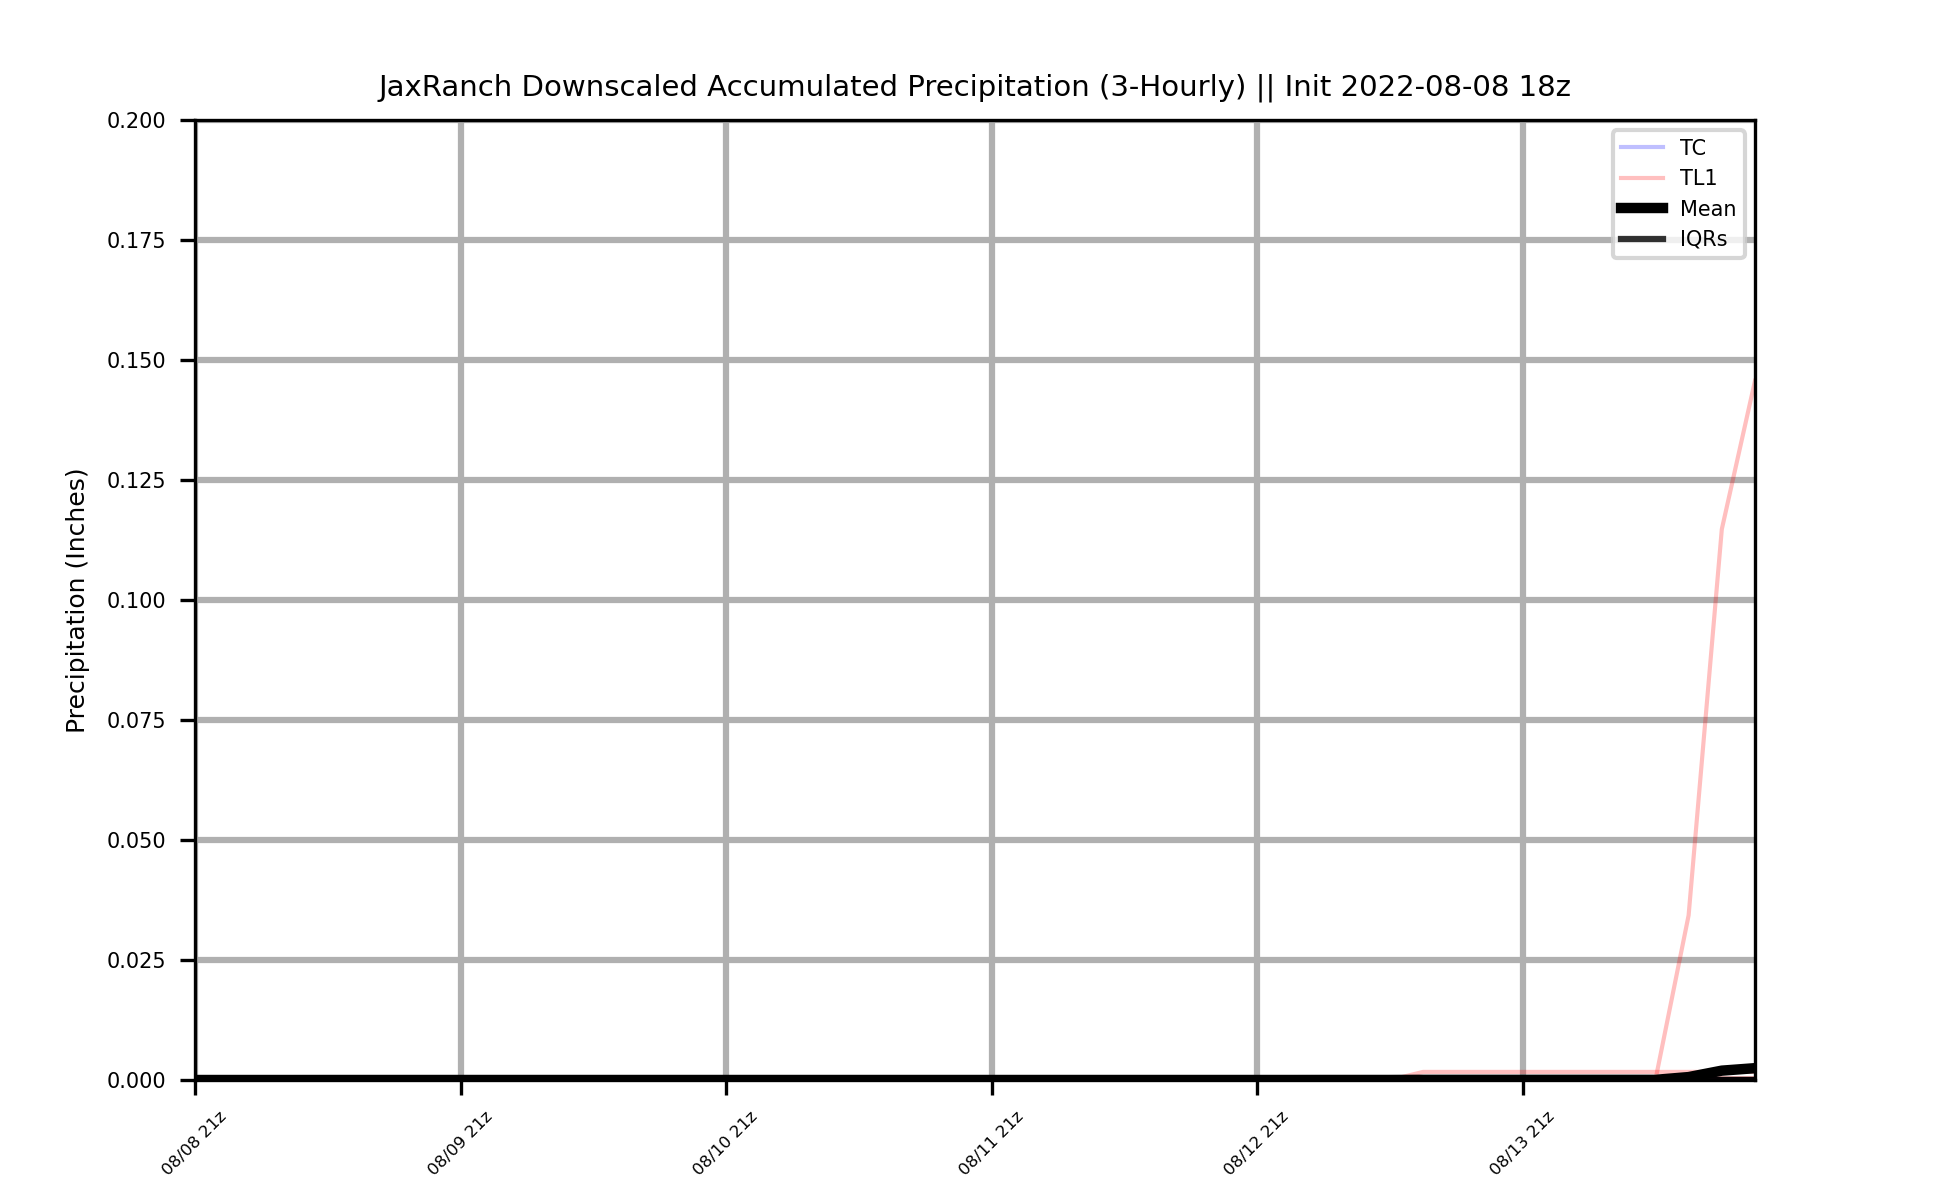 JaxRanch Downscaled Accumulated Precipitation (3-Hourly) || Init 2022-08-08 18z
TC
TL1
Mean
IQRs
Precipitation (Inches)
0.200
0.175
0.150
0.125
0.100
0.075
0.050
0.025
0.000
08/08 21z
08/09 21z
08/10 21z
08/11 21z
08/12 21z
08/13 21z